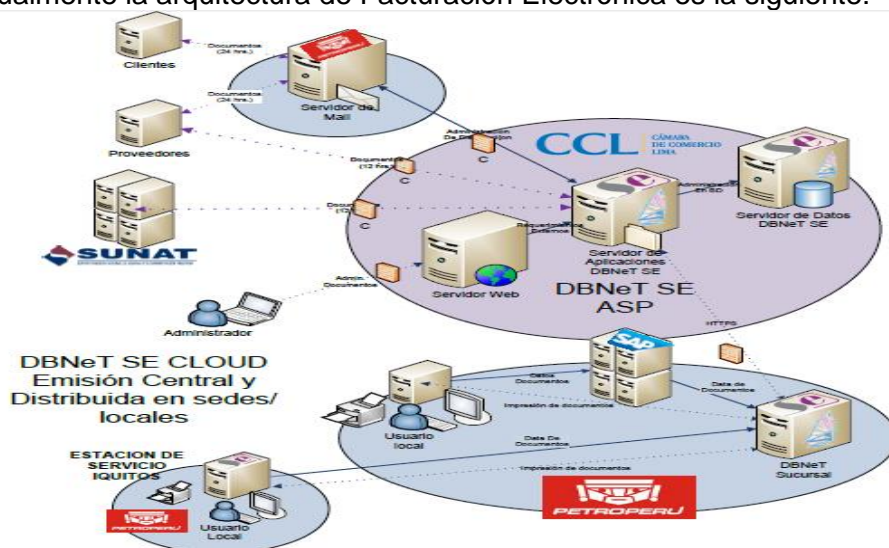 ualmente la arquitectura de Facturación Electrónica es la siguiente:
Documentos
(24 hrs.)
Clientes
Documentos
(24 hrs.)
PETROPERU
Servidor de
Mail
Proveedores
Administración
Documentos
(12 hrs.)
C
C
CCL
CÁMARA
DE COMERCIO
LIMA
Administración
En BD
Servidor de Datos
DBNeT SE
C
SUNAT
Requerimientos
Externos
Servidor de
Aplicaciones
DBNeT SE
Admin.
Documentos
Servidor Web
DBNeT SE
ASP
Administrador
HTTPS
SAP
DBNeT SE CLOUD
Emisión Central y
Distribuida en sedes/
locales
Datos
Documentos
Data de
Documentos
Impresión de documentos
Usuario
local
Data De
Documentos
DBNeT
Sucursal
ESTACION DE
SERVICIO
IQUITOS
Impresión de documentos
PETROPERU
Usuario
Local
PETROPERÚ